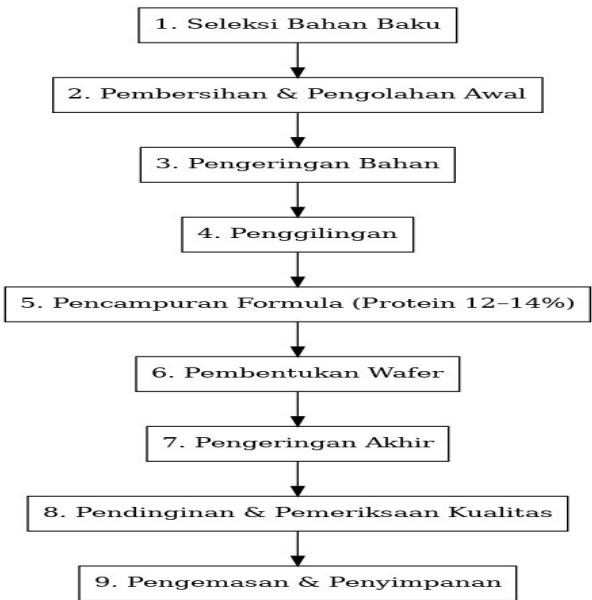 1. Seleksi Bahan Baku
2. Pembersihan & Pengolahan Awal
3. Pengeringan Bahan
4. Penggilingan
5. Pencampuran Formula (Protein 12–14%)
6. Pembentukan Wafer
7. Pengeringan Akhir
8. Pendinginan & Pemeriksaan Kualitas
9. Pengemasan & Penyimpanan